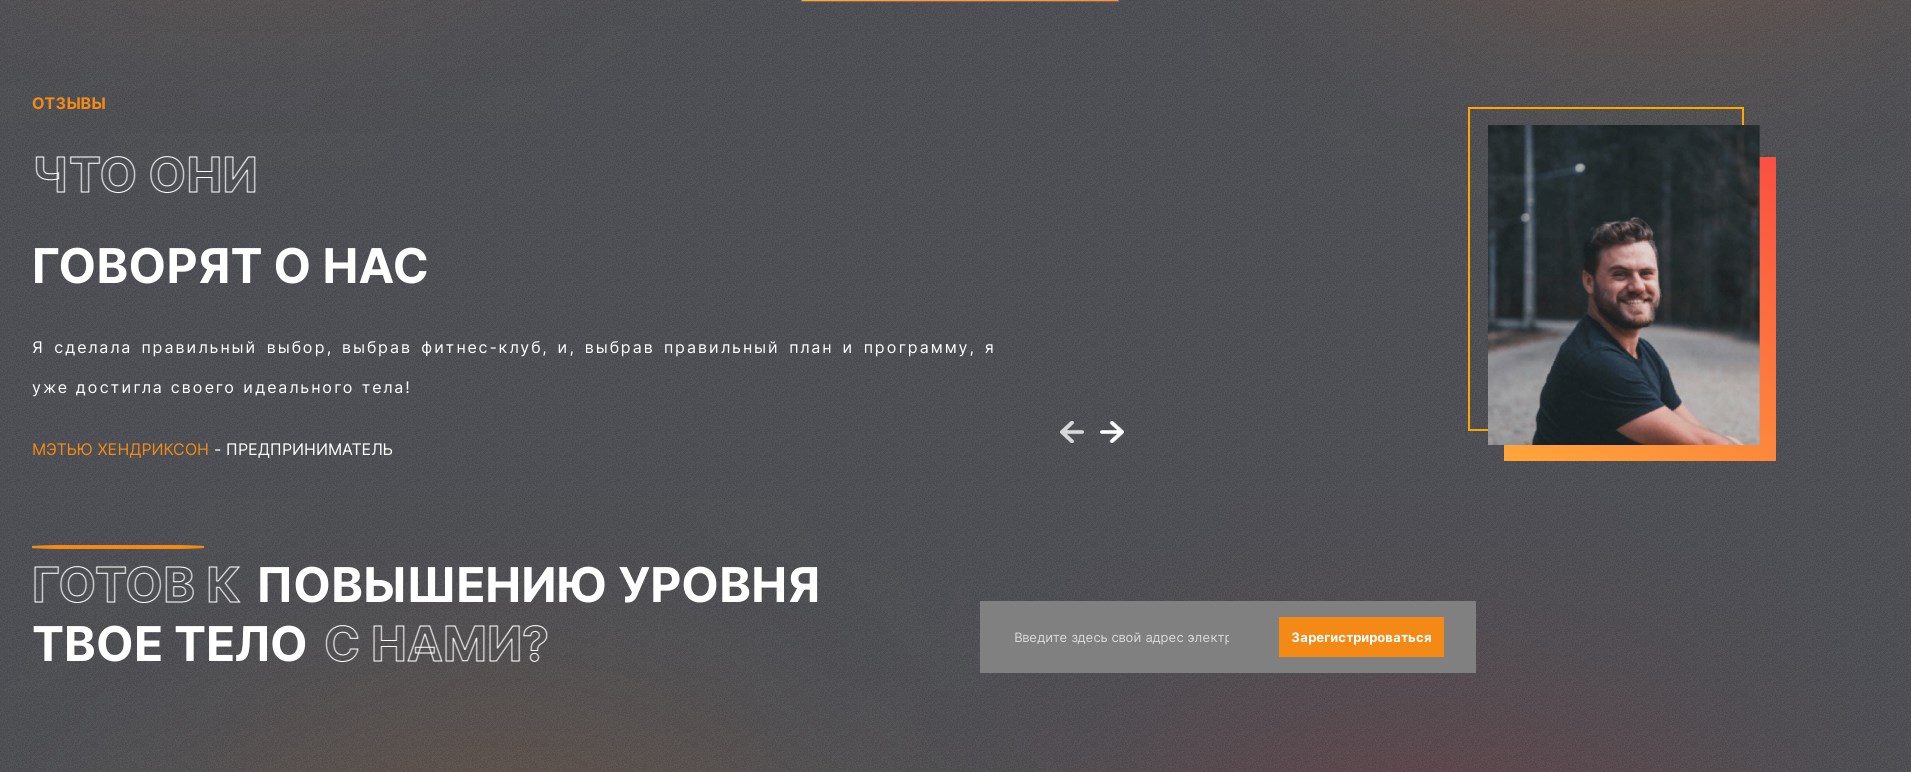 ОТЗЫВЫ
ЧТО ОНИ
ГОВОРЯТ О НАС
Я сделала правильный выбор, выбрав фитнес-клуб, и, выбрав правильный план и программу, я
уже достигла своего идеального тела!
МЭТЬЮ ХЕНДРИКСОН - ПРЕДПРИНИМАТЕЛЬ
ГОТОВ К ПОВЫШЕНИЮ УРОВНЯ
ТВОЕ ТЕЛО С НАМИ?
Введите здесь свой адрес электр
Зарегистрироваться